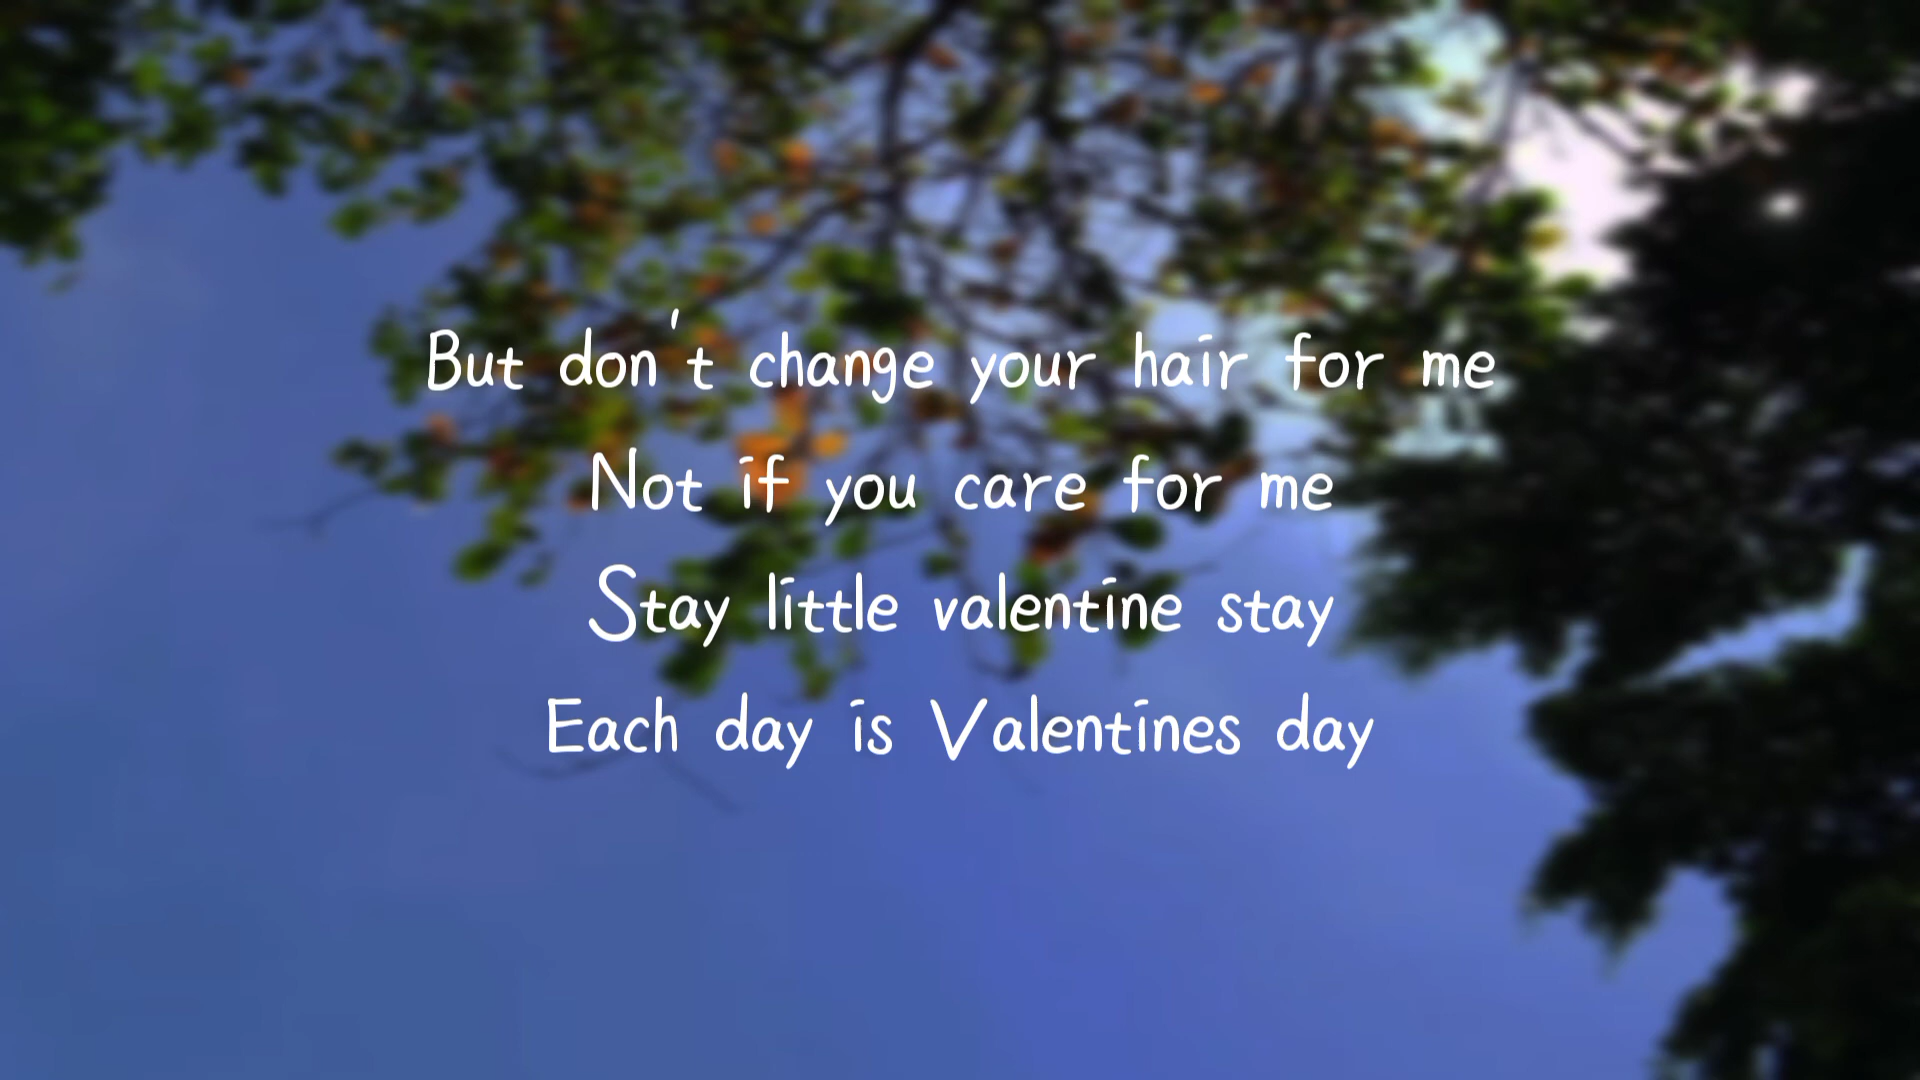 But don't change your hair for me
Not if you care for me
Stay little valentine stay
Each day is Valentines day